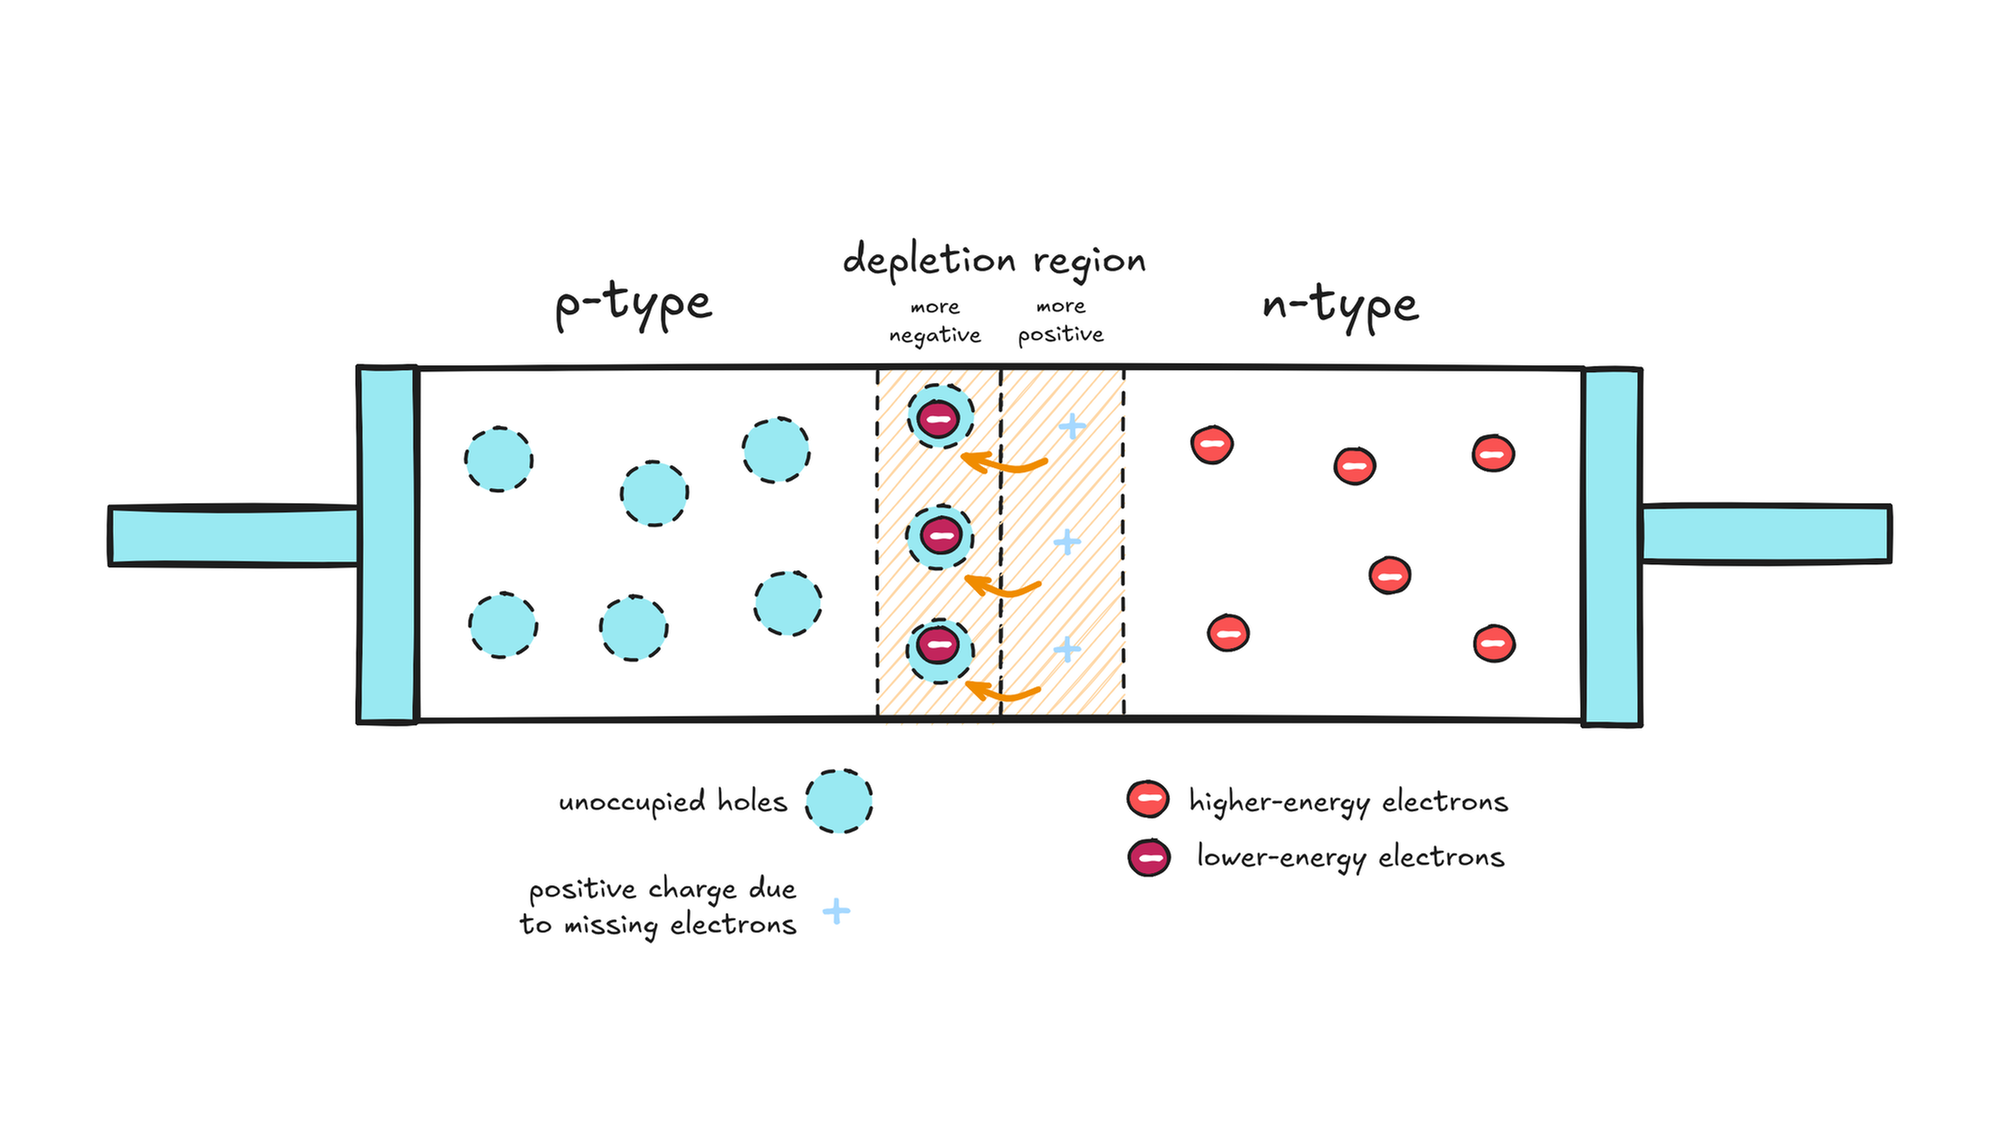 depletion region
p-type
more
negative
more
positive
n-type
unoccupied holes
positive charge due
to missing electrons
higher-energy electrons
lower-energy electrons